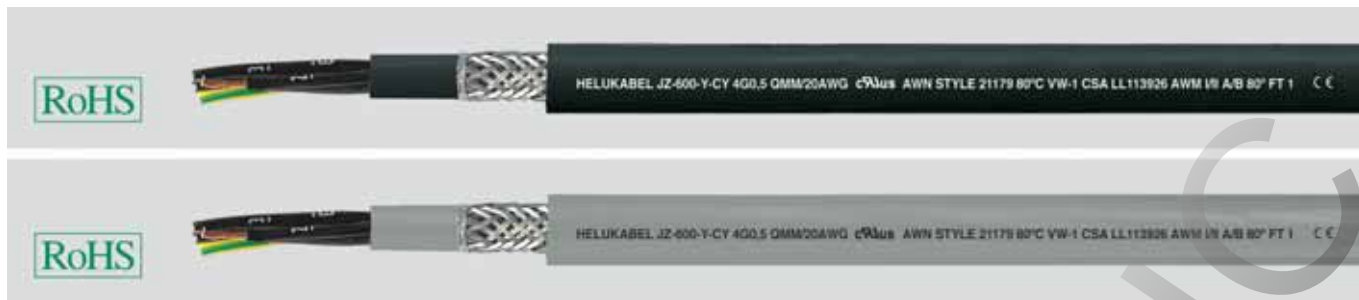 RoHS
HELUKABEL JZ-600-Y-CY 4G0,5 QMM/20AWG cRUus AWN STYLE 21179 80°C VW-1 CSA LL113926 AWM I/II A/B 80° FT 1 CE
RoHS
HELUKABEL JZ-600-Y-CY 4G0,5 QMM/20AWG cRUus AWN STYLE 21179 80°C VW-1 CSA LL113926 AWM I/II A/B 80° FT 1 CE